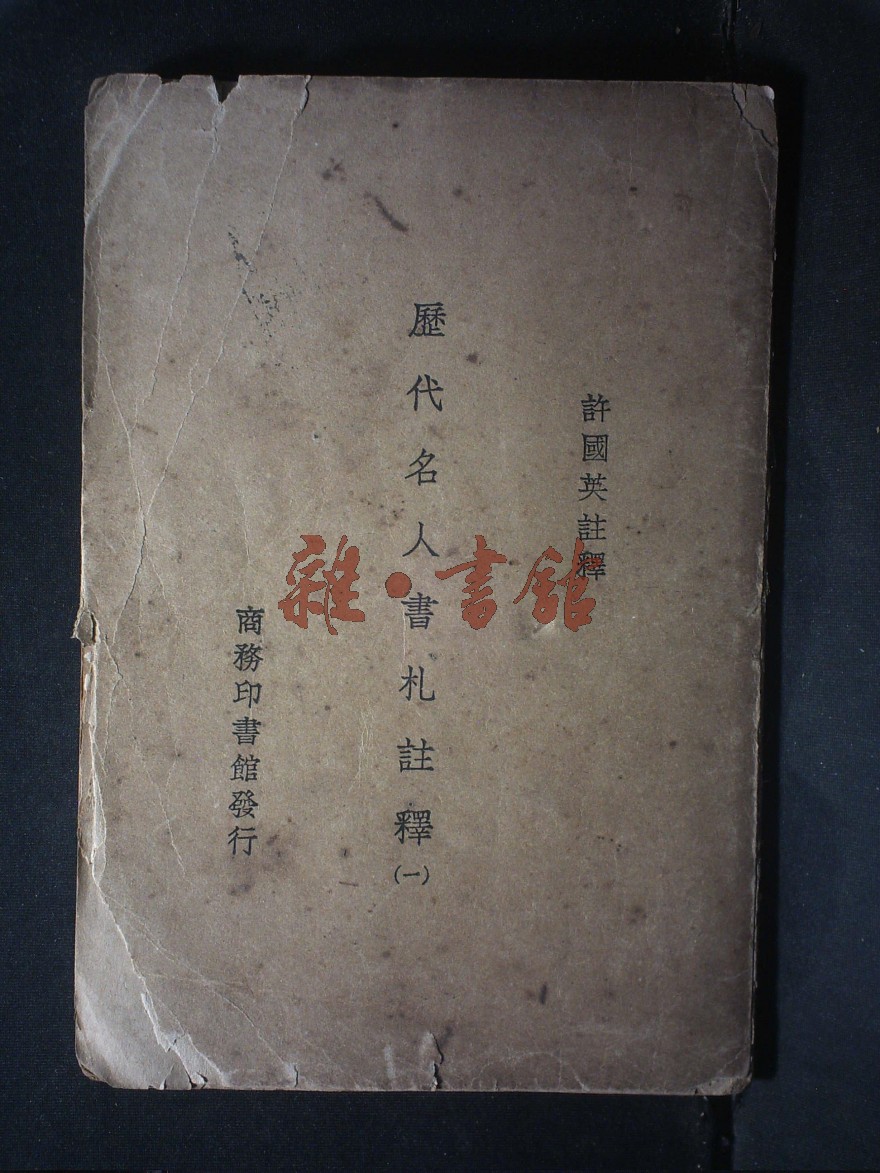 許國英註釋
歷代名人書札註釋(一)
商務印書館發行
雜·書館